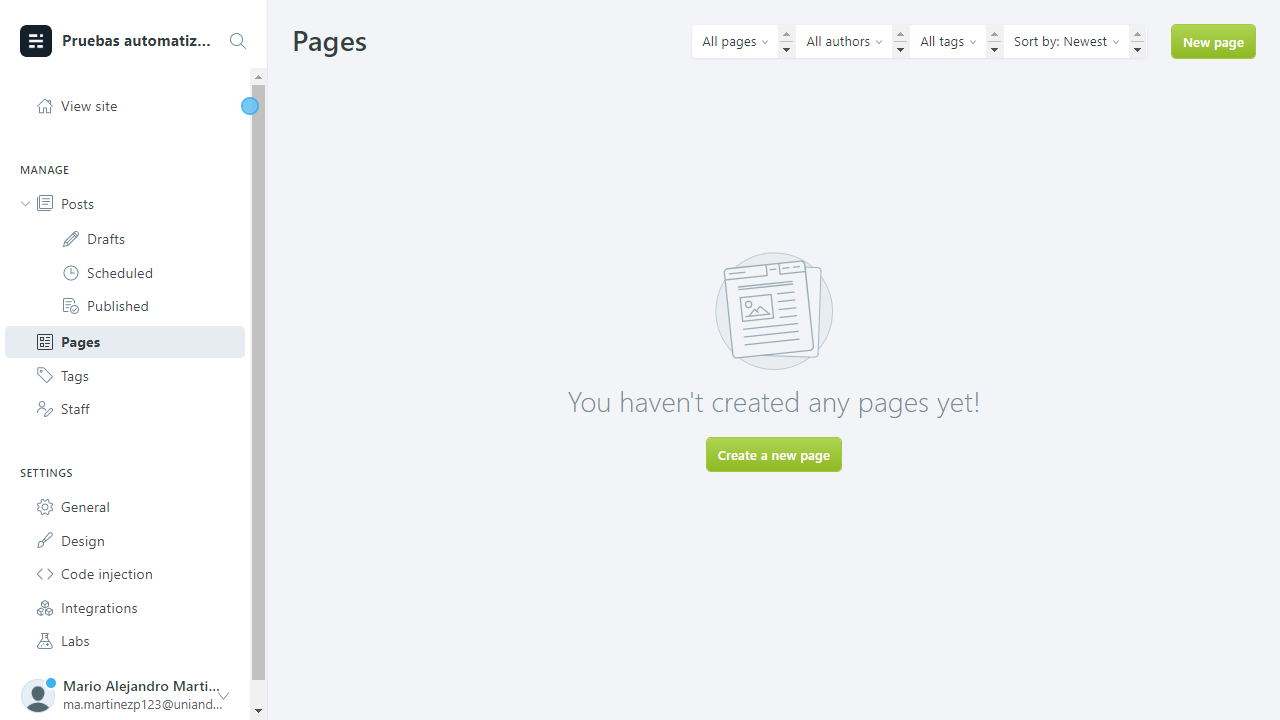 Pruebas automatiz...
View site
MANAGE
Posts
Drafts
Scheduled
Published
Pages
Tags
Staff
SETTINGS
General
Design
Code injection
Integrations
Labs
Mario Alejandro Marti...
ma.martinezp123@uniand...
Pages
All pages
All authors
All tags
Sort by: Newest
New page
You haven't created any pages yet!
Create a new page